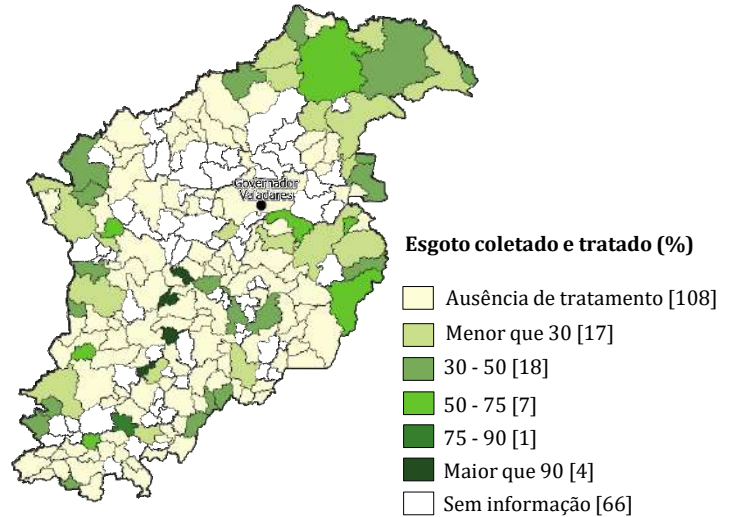 Governador
Valadares
Esgoto coletado e tratado (%)
Ausência de tratamento [108]
Menor que 30 [17]
30 - 50 [18]
50 - 75 [7]
75 - 90 [1]
Maior que 90 [4]
Sem informação [66]